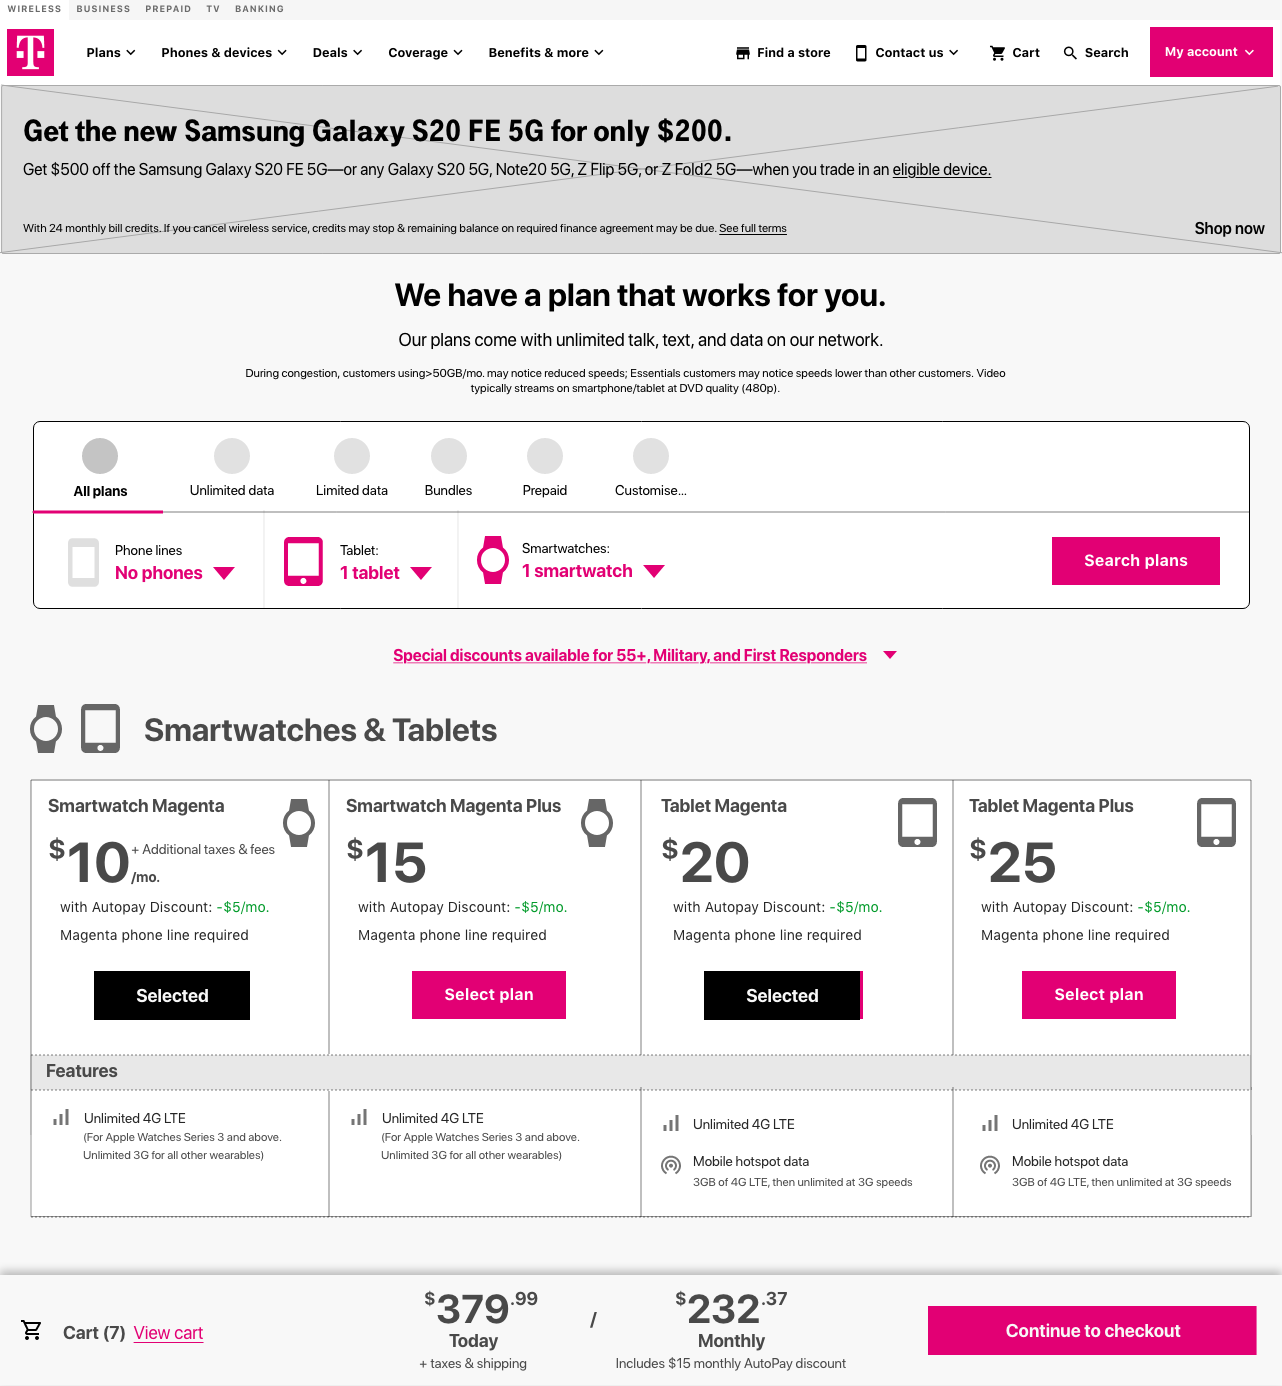 WIRELESS BUSINESS PREPAID TV BANKING
T Plans Phones & devices Deals Coverage Benefits & more Find a store Contact us Cart Search My account
Get the new Samsung Galaxy S20 FE 5G for only $200.
Get $500 off the Samsung Galaxy S20 FE 5G—or any Galaxy S20 5G, Note20 5G, Z Flip 5G, or Z Fold2 5G—when you trade in an eligible device.
With 24 monthly bill credits. If you cancel wireless service, credits may stop & remaining balance on required finance agreement may be due. See full terms
Shop now
We have a plan that works for you.
Our plans come with unlimited talk, text, and data on our network.
During congestion, customers using>50GB/mo. may notice reduced speeds; Essentials customers may notice speeds lower than other customers. Video
typically streams on smartphone/tablet at DVD quality (480p).
All plans Unlimited data Limited data Bundles Prepaid Customise...
Phone lines
No phones
Tablet:
1 tablet
Smartwatches:
1 smartwatch
Search plans
Special discounts available for 55+, Military, and First Responders
Smartwatches & Tablets
Smartwatch Magenta
$10 + Additional taxes & fees
/mo.
with Autopay Discount: -$5/mo.
Magenta phone line required
Selected
Smartwatch Magenta Plus
$15
with Autopay Discount: -$5/mo.
Magenta phone line required
Select plan
Tablet Magenta
$20
with Autopay Discount: -$5/mo.
Magenta phone line required
Selected
Tablet Magenta Plus
$25
with Autopay Discount: -$5/mo.
Magenta phone line required
Select plan
Features
Unlimited 4G LTE
(For Apple Watches Series 3 and above.
Unlimited 3G for all other wearables)
Unlimited 4G LTE
(For Apple Watches Series 3 and above.
Unlimited 3G for all other wearables)
Unlimited 4G LTE
Mobile hotspot data
3GB of 4G LTE, then unlimited at 3G speeds
Unlimited 4G LTE
Mobile hotspot data
3GB of 4G LTE, then unlimited at 3G speeds
Cart (7) View cart
$379.99
Today
+ taxes & shipping
/
$232.37
Monthly
Includes $15 monthly AutoPay discount
Continue to checkout